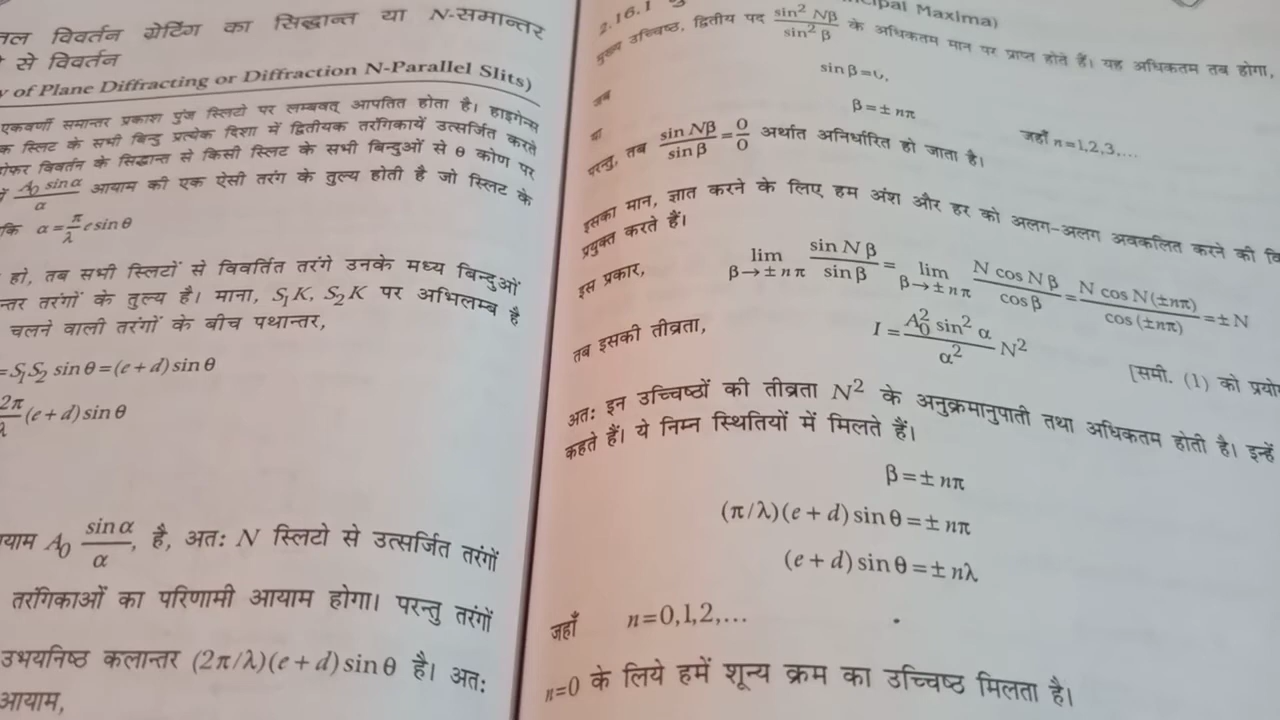 तल विवर्तन ग्रेटिंग का सिद्धान्त या N-समान्तर
से विवर्तन
y of Plane Diffracting or Diffraction N-Parallel Slits)
एकवर्णी समान्तर प्रकाश पुंज स्लिटो पर लम्बवत् आपतित होता है। हाइगेन्स
क स्लिट के सभी बिन्दु प्रत्येक दिशा में द्वितीयक तरंगिकायें उत्सर्जित करते
होफर विवर्तन के सिद्धान्त से किसी स्लिट के सभी बिन्दुओं से θ कोण पर
A₀ sin α / α आयाम की एक ऐसी तरंग के तुल्य होती है जो स्लिट के
कि α = π/λ e sin θ
हो, तब सभी स्लिटों से विवर्तित तरंगे उनके मध्य बिन्दुओं
न्तर तरंगों के तुल्य है। माना, S₁K, S₂K पर अभिलम्ब है
चलने वाली तरंगों के बीच पथान्तर,
=S₁S₂ sin θ = (e + d) sin θ
2π/λ (e + d) sin θ
याम A₀ sin α / α, है, अत: N स्लिटो से उत्सर्जित तरंगों
तरंगिकाओं का परिणामी आयाम होगा। परन्तु तरंगों
उभयनिष्ठ कलान्तर (2π/λ)(e + d) sin θ है। अत:
आयाम,
2.16.1 cipal Maxima)
मुख्य उच्चिष्ठ, द्वितीय पद sin² Nβ / sin² β के अधिकतम मान पर प्राप्त होते हैं। यह अधिकतम तब होगा,
जब sin β = 0,
या β = ± nπ जहाँ n = 1, 2, 3, ...
परन्तु, तब sin Nβ / sin β = 0/0 अर्थात अनिर्धारित हो जाता है।
इसका मान, ज्ञात करने के लिए हम अंश और हर को अलग-अलग अवकलित करने की वि
प्रयुक्त करते हैं।
इस प्रकार, lim β→± nπ sin N β / sin β = lim β→± nπ N cos N β / cos β = N cos N(± nπ) / cos (± nπ) = ± N
तब इसकी तीव्रता, I = A₀² sin² α / α² N²
[समी. (1) को प्रयो
अत: इन उच्चिष्ठों की तीव्रता N² के अनुक्रमानुपाती तथा अधिकतम होती है। इन्हें
कहते हैं। ये निम्न स्थितियों में मिलते हैं।
β = ± nπ
(π/λ)(e + d) sin θ = ± nπ
(e + d) sin θ = ± nλ
जहाँ n = 0, 1, 2, ...
n=0 के लिये हमें शून्य क्रम का उच्चिष्ठ मिलता है।